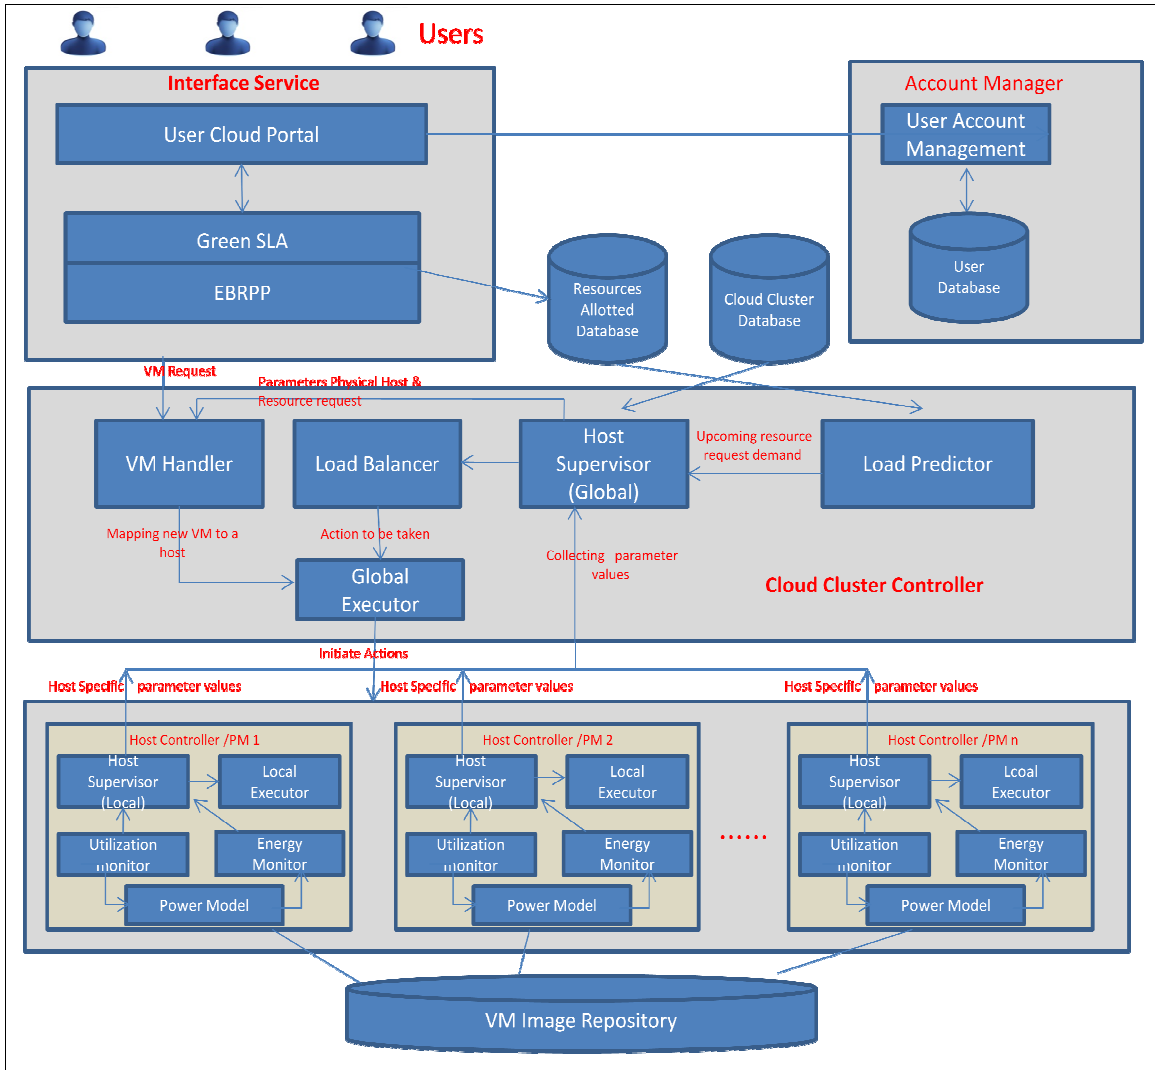 Users
Interface Service
User Cloud Portal
Green SLA
EBRPP
Account Manager
User Account
Management
User
Database
Resources
Allotted
Database
Cloud Cluster
Database
VM Request
Parameters Physical Host &
Resource request
VM Handler
Load Balancer
Host
Supervisor
(Global)
Upcoming resource
request demand
Load Predictor
Mapping new VM to a
host
Action to be taken
Collecting parameter
values
Global
Executor
Cloud Cluster Controller
Initiate Actions
Host Specific parameter values
Host Specific parameter values
Host Specific parameter values
Host Controller /PM 1
Host
Supervisor
(Local)
Local
Executor
Utilization
monitor
Energy
Monitor
Power Model
Host Controller /PM 2
Host
Supervisor
(Local)
Local
Executor
Utilization
monitor
Energy
Monitor
Power Model
......
Host Controller /PM n
Host
Supervisor
(Local)
Lcoal
Executor
Utilization
monitor
Energy
Monitor
Power Model
VM Image Repository